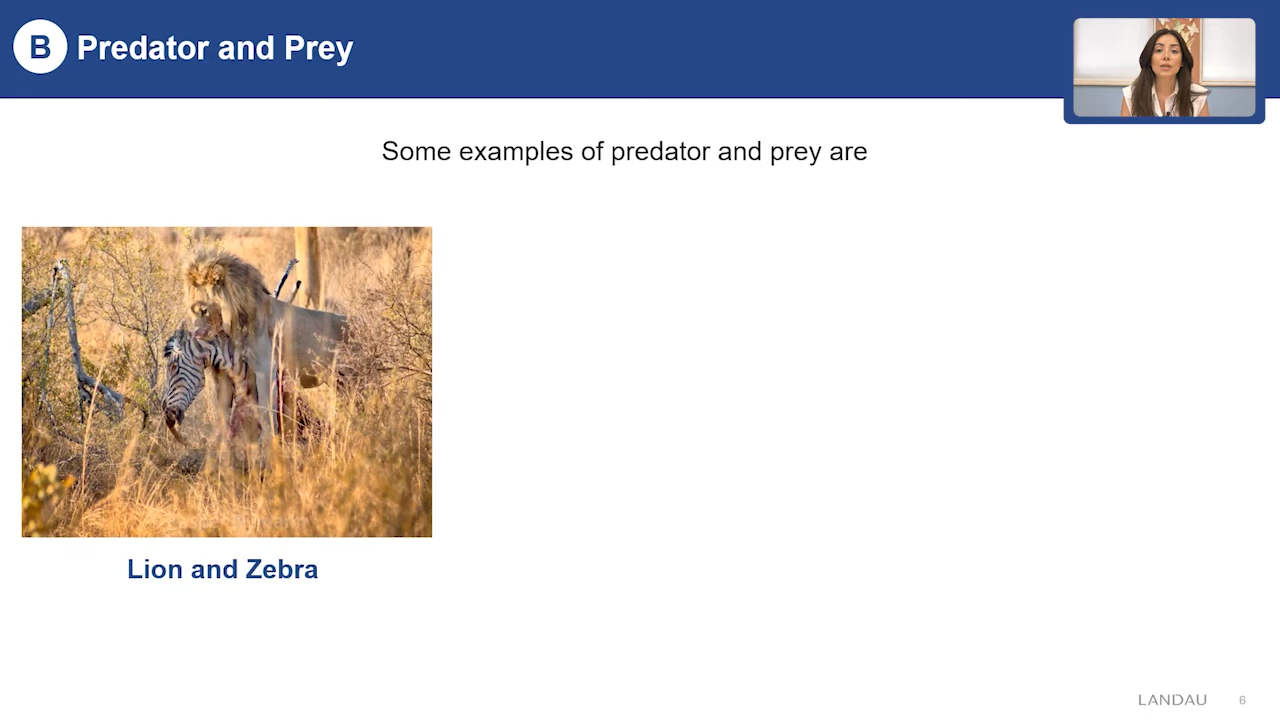 B Predator and Prey
Some examples of predator and prey are
Lion and Zebra
LANDAU 6